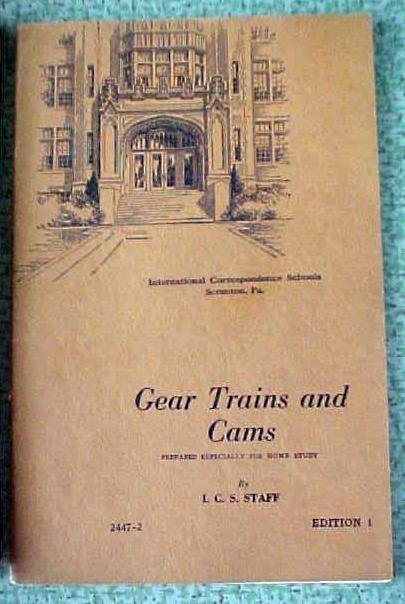 International Correspondence Schools
Scranton, Pa.
Gear Trains and
Cams
PREPARED ESPECIALLY FOR HOME STUDY
By
I. C. S. STAFF
2447-2 EDITION 1